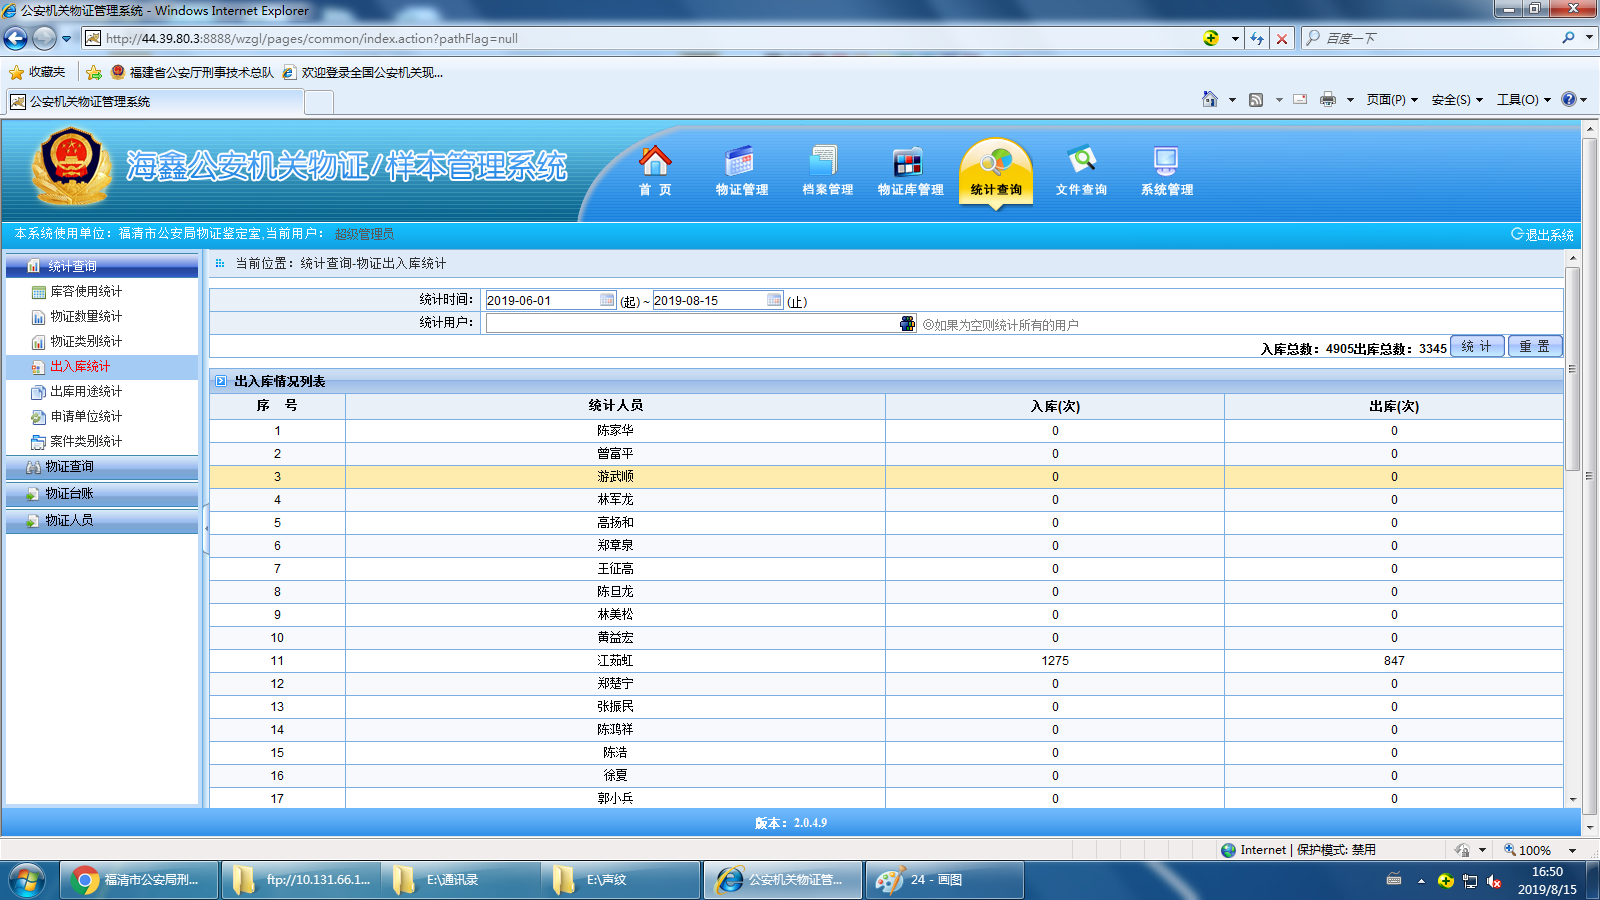 公安机关物证管理系统 - Windows Internet Explorer
http://44.39.80.3:8888/wzgl/pages/common/index.action?pathFlag=null
百度一下
收藏夹
福建省公安厅刑事技术总队
欢迎登录全国公安机关现...
公安机关物证管理系统
页面(P)
安全(S)
工具(O)
海鑫公安机关物证/样本管理系统
首 页
物证管理
档案管理
物证库管理
统计查询
文件查询
系统管理
本系统使用单位：福清市公安局物证鉴定室,当前用户： 超级管理员
退出系统
统计查询
库容使用统计
物证数量统计
物证类别统计
出入库统计
出库用途统计
申请单位统计
案件类别统计
物证查询
物证台账
物证人员
当前位置：统计查询-物证出入库统计
统计时间： 2019-06-01 (起) ~ 2019-08-15 (止)
统计用户： ◎如果为空则统计所有的用户
入库总数：4905出库总数：3345 统 计 重 置
出入库情况列表
序 号 统计人员 入库(次) 出库(次)
1 陈家华 0 0
2 曾富平 0 0
3 游武顺 0 0
4 林军龙 0 0
5 高扬和 0 0
6 郑章泉 0 0
7 王征高 0 0
8 陈旦龙 0 0
9 林美松 0 0
10 黄益宏 0 0
11 江茹虹 1275 847
12 郑楚宁 0 0
13 张振民 0 0
14 陈鸿祥 0 0
15 陈浩 0 0
16 徐夏 0 0
17 郭小兵 0 0
版本：2.0.4.9
Internet | 保护模式: 禁用
100%
福清市公安局刑...
ftp://10.131.66.1...
E:\通讯录
E:\声纹
公安机关物证管...
24 - 画图
16:50
2019/8/15